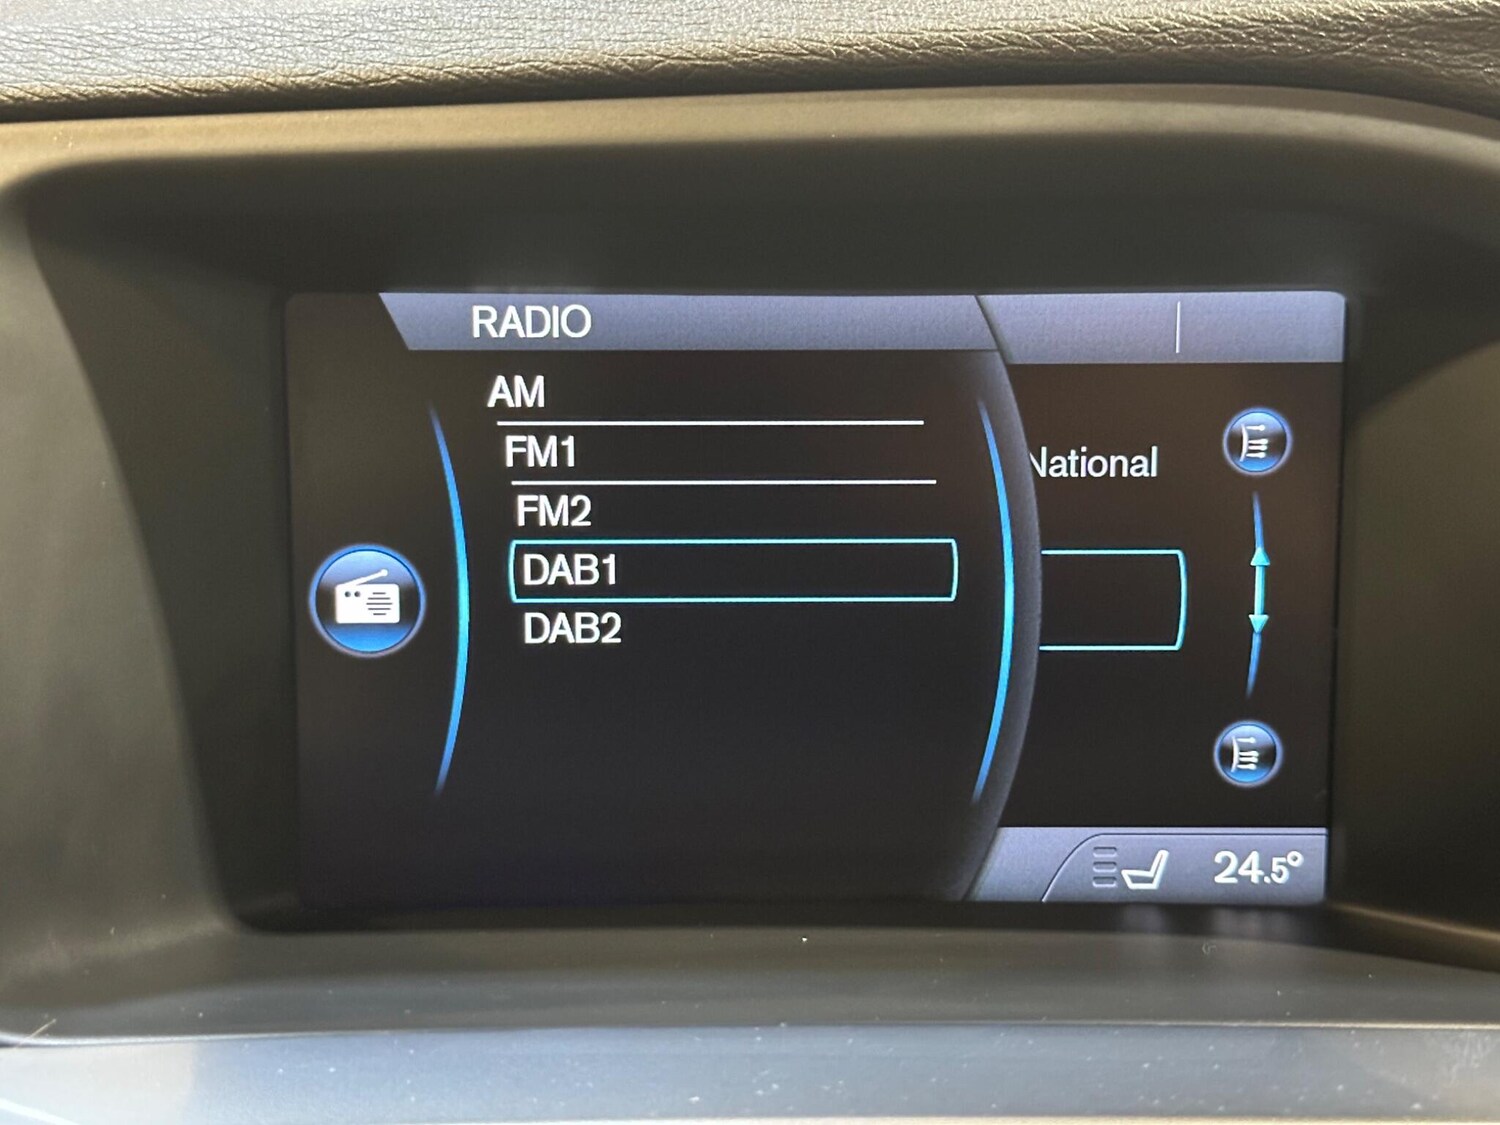 RADIO
AM
FM1
FM2
DAB1
DAB2
National
24.5°